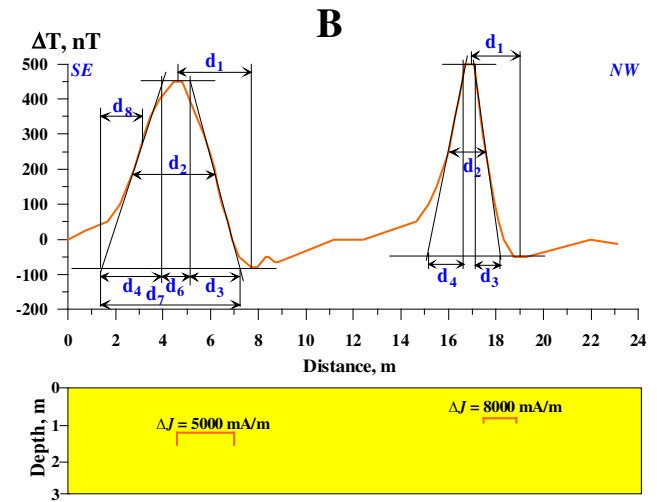 B
ΔT, nT
SE
NW
500
400
300
200
100
0
-100
-200
d1
d8
d2
d4
d6
d3
d7
d1
d2
d4
d3
0 2 4 6 8 10 12 14 16 18 20 22 24
Distance, m
Depth, m
0
1
2
3
ΔJ = 5000 mA/m
ΔJ = 8000 mA/m